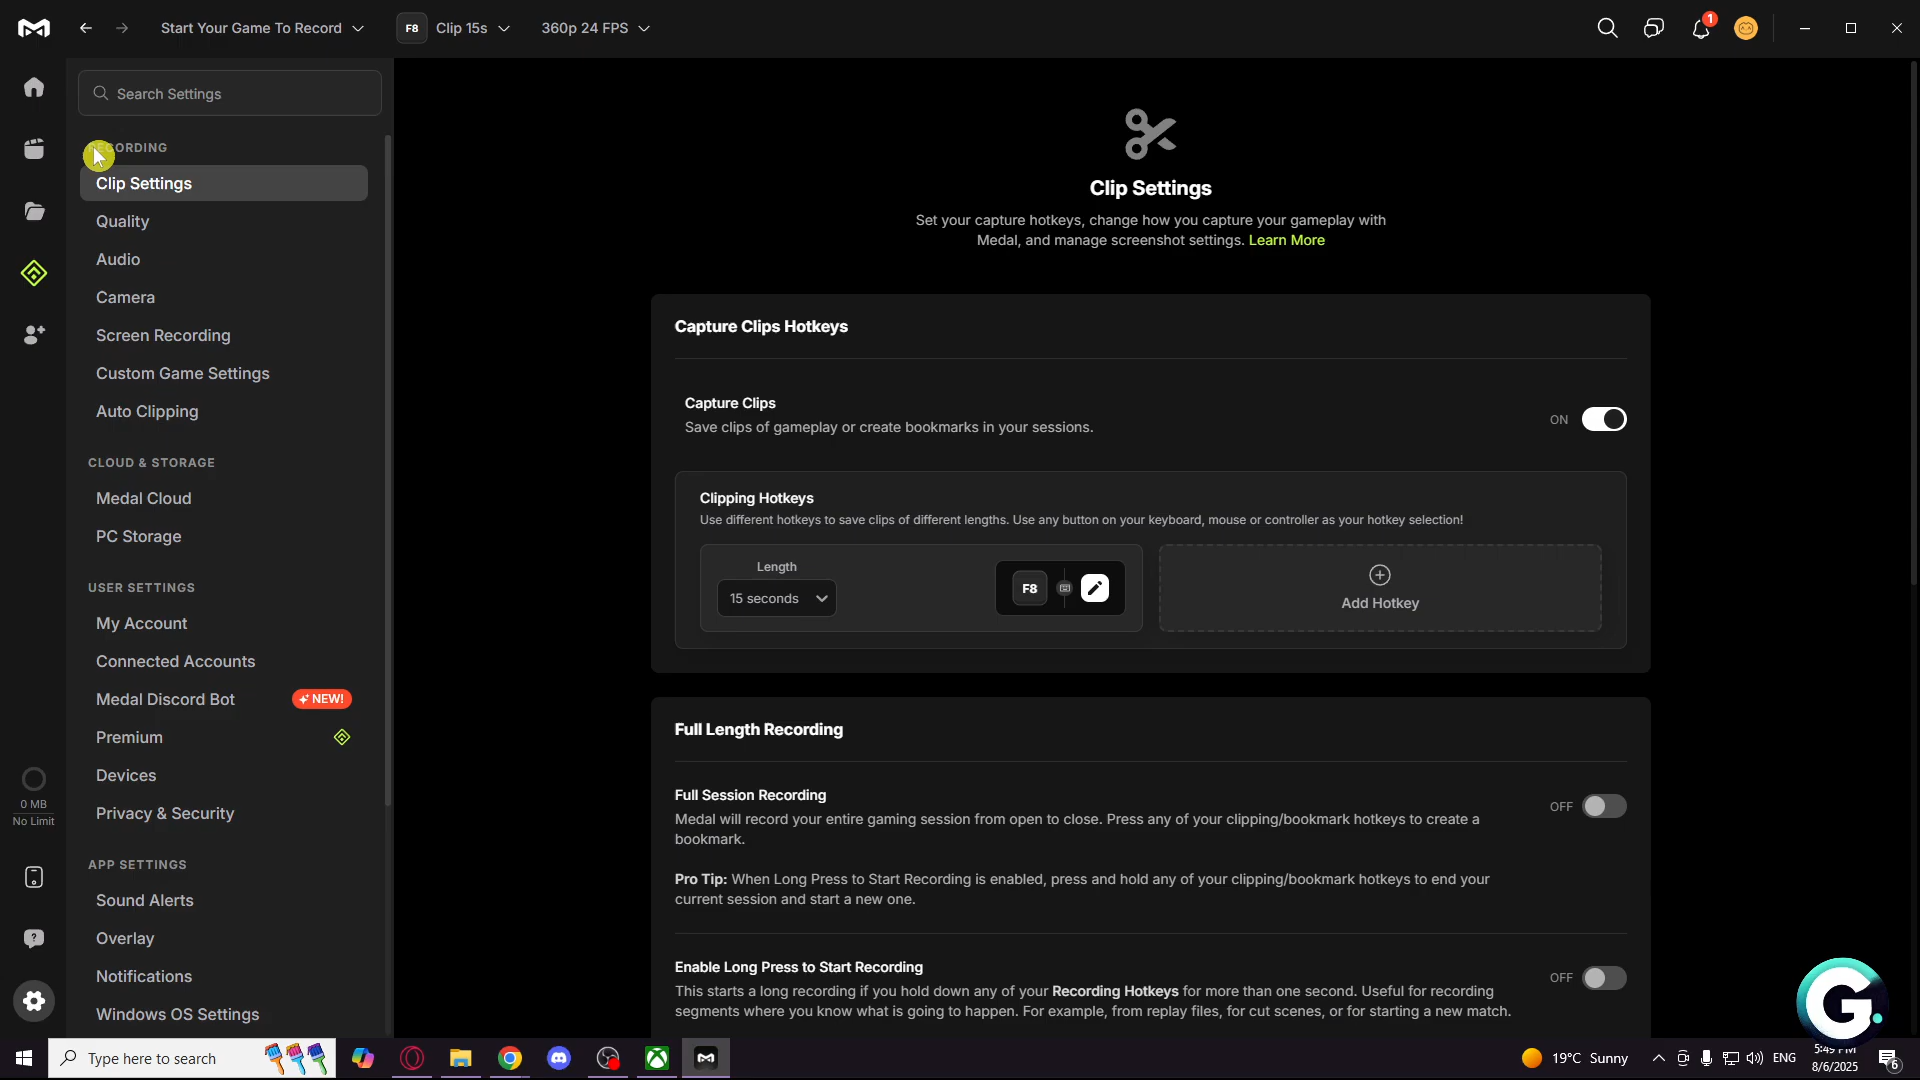 Start Your Game To Record
F8 Clip 15s
360p 24 FPS
1
Search Settings
RECORDING
Clip Settings
Quality
Audio
Camera
Screen Recording
Custom Game Settings
Auto Clipping
CLOUD & STORAGE
Medal Cloud
PC Storage
USER SETTINGS
My Account
Connected Accounts
Medal Discord Bot NEW!
Premium
Devices
Privacy & Security
APP SETTINGS
Sound Alerts
Overlay
Notifications
Windows OS Settings
0 MB
No Limit
Clip Settings
Set your capture hotkeys, change how you capture your gameplay with
Medal, and manage screenshot settings. Learn More
Capture Clips Hotkeys
Capture Clips
Save clips of gameplay or create bookmarks in your sessions.
ON
Clipping Hotkeys
Use different hotkeys to save clips of different lengths. Use any button on your keyboard, mouse or controller as your hotkey selection!
Length
15 seconds
F8
Add Hotkey
Full Length Recording
Full Session Recording
Medal will record your entire gaming session from open to close. Press any of your clipping/bookmark hotkeys to create a
bookmark.
OFF
Pro Tip: When Long Press to Start Recording is enabled, press and hold any of your clipping/bookmark hotkeys to end your
current session and start a new one.
Enable Long Press to Start Recording
This starts a long recording if you hold down any of your Recording Hotkeys for more than one second. Useful for recording
segments where you know what is going to happen. For example, from replay files, for cut scenes, or for starting a new match.
OFF
G
Type here to search
19°C Sunny
ENG
5:49 PM
8/6/2025
6